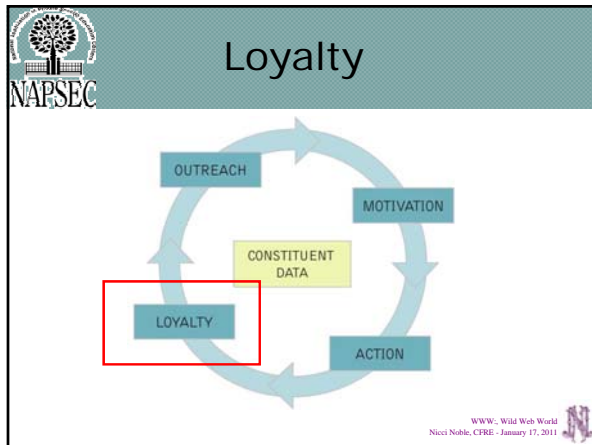 NAPSEC
Loyalty
OUTREACH
MOTIVATION
CONSTITUENT
DATA
LOYALTY
ACTION
WWW:, Wild Web World
Nicci Noble, CFRE - January 17, 2011